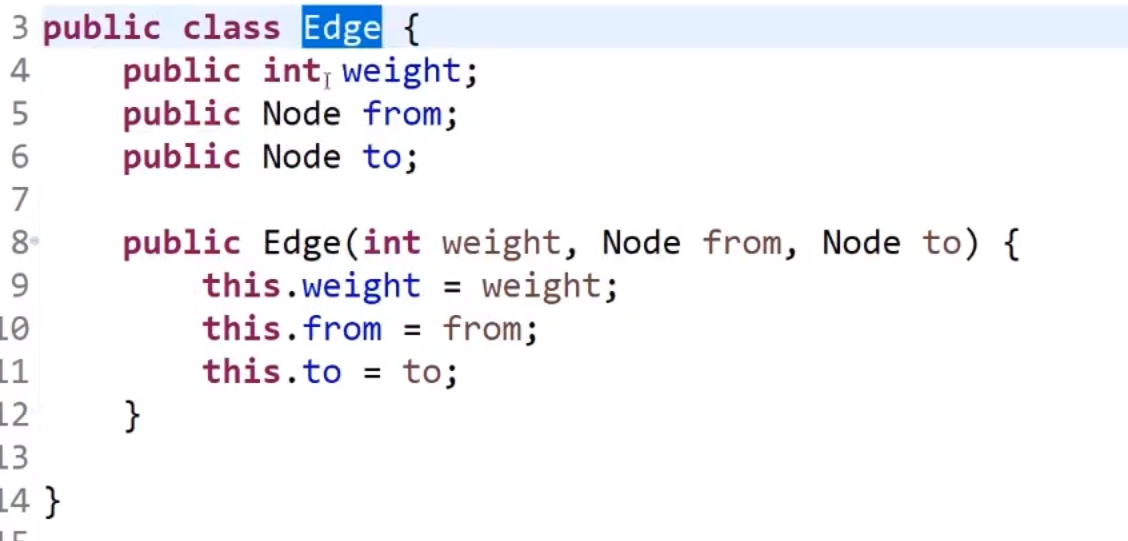 3 public class Edge {
4     public int weight;
5     public Node from;
6     public Node to;
7
8     public Edge(int weight, Node from, Node to) {
9         this.weight = weight;
10         this.from = from;
11         this.to = to;
12     }
13
14 }
15